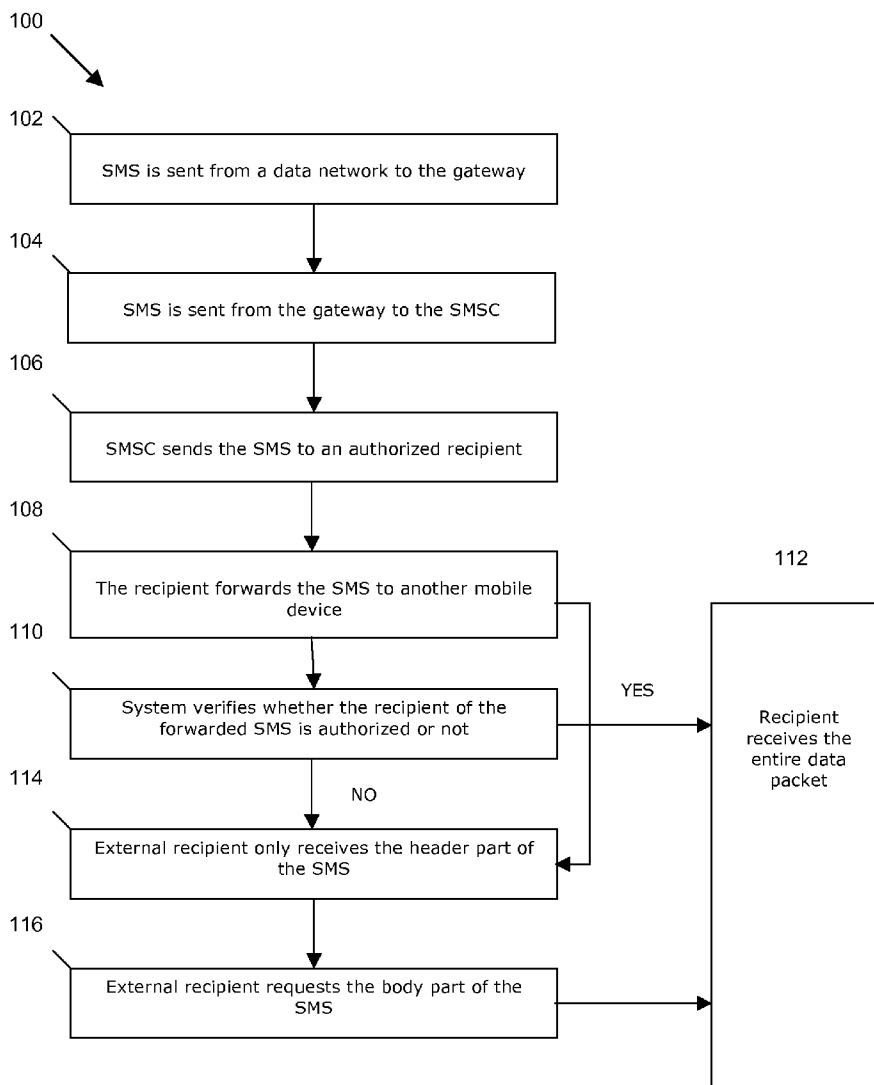 100
102
SMS is sent from a data network to the gateway
104
SMS is sent from the gateway to the SMSC
106
SMSC sends the SMS to an authorized recipient
108
The recipient forwards the SMS to another mobile
device
110
System verifies whether the recipient of the
forwarded SMS is authorized or not
YES
112
Recipient
receives the
entire data
packet
NO
114
External recipient only receives the header part of
the SMS
116
External recipient requests the body part of the
SMS